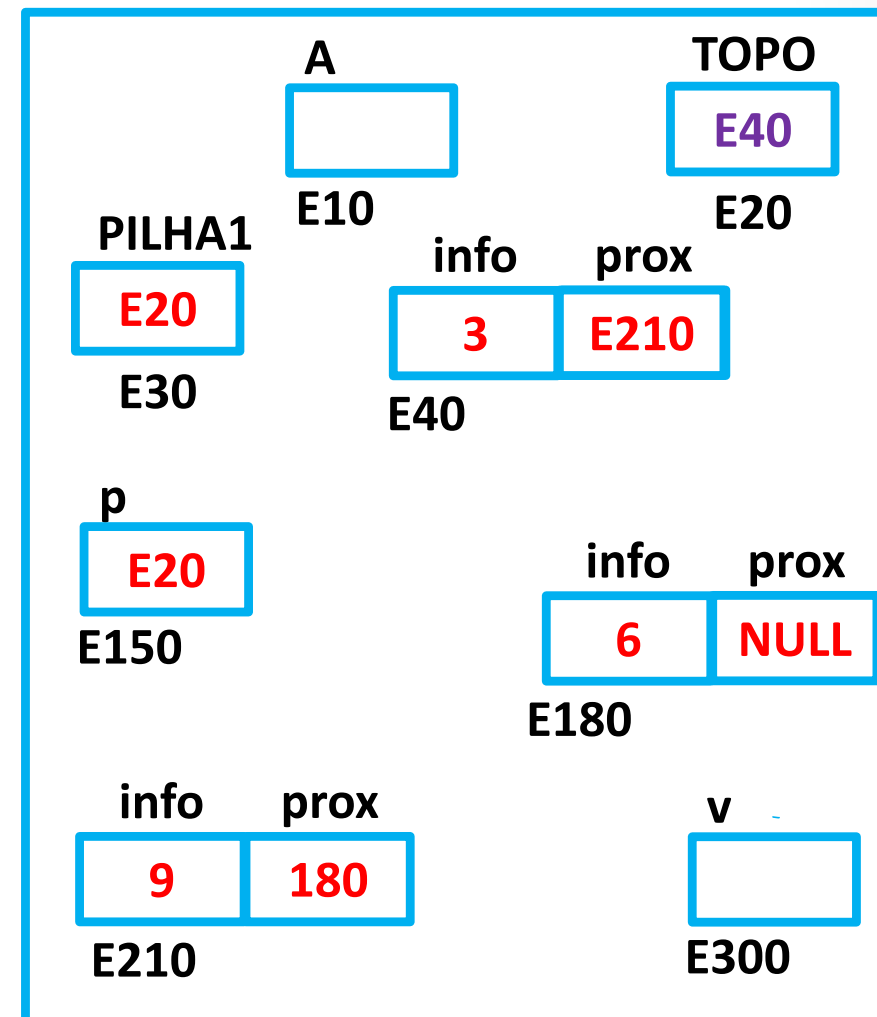 A
TOPO
E40
E10
E20
PILHA1
info prox
E20
3 E210
E30
E40
p
E20
info prox
6 NULL
E150
E180
info prox
v
9 180
E210
E300